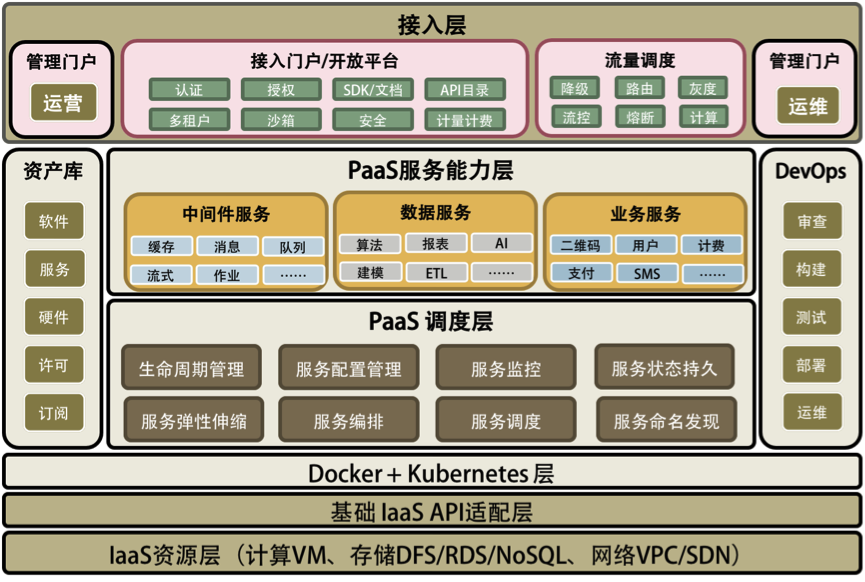 接入层
管理门户
运营
接入门户/开放平台
认证 授权 SDK/文档 API目录
多租户 沙箱 安全 计量计费
流量调度
降级 路由 灰度
流控 熔断 计算
管理门户
运维
资产库
软件
服务
硬件
许可
订阅
PaaS服务能力层
中间件服务
缓存 消息 队列
流式 作业 ……
数据服务
算法 报表 AI
建模 ETL ……
业务服务
二维码 用户 计费
支付 SMS ……
PaaS 调度层
生命周期管理 服务配置管理 服务监控 服务状态持久
服务弹性伸缩 服务编排 服务调度 服务命名发现
DevOps
审查
构建
测试
部署
运维
Docker + Kubernetes 层
基础 IaaS API适配层
IaaS资源层（计算VM、存储DFS/RDS/NoSQL、网络VPC/SDN）